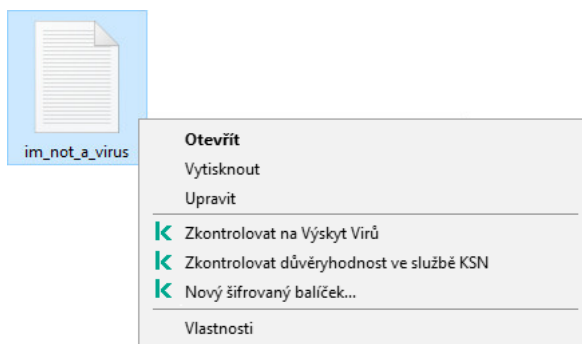 im_not_a_virus
Otevřít
Vytisknout
Upravit
Zkontrolovat na Výskyt Virů
Zkontrolovat důvěryhodnost ve službě KSN
Nový šifrovaný balíček...
Vlastnosti